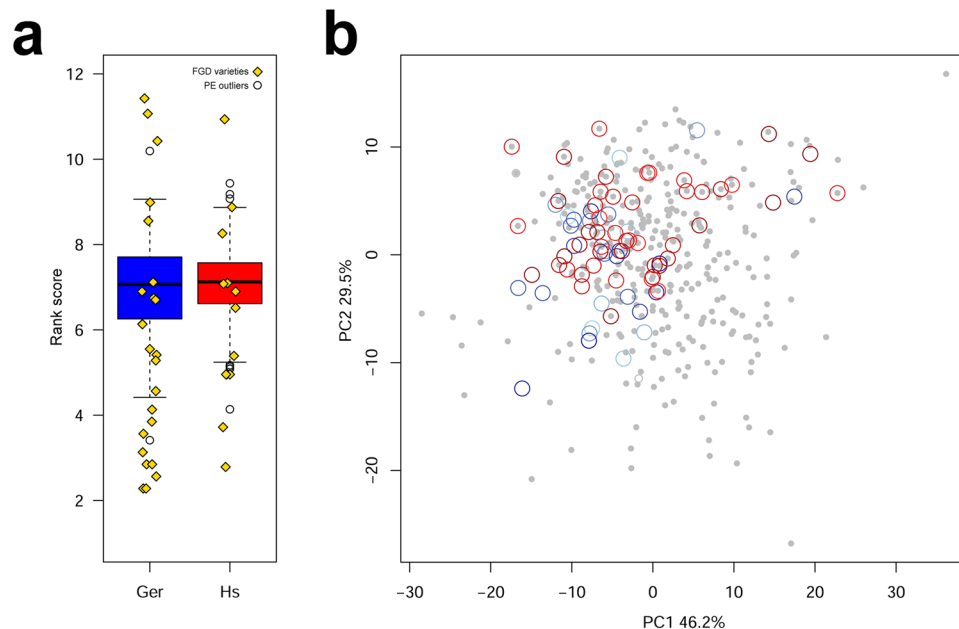 a
b
FGD varieties
PE outliers
Rank score
12
10
8
6
4
2
Ger
Hs
PC2 29.5%
10
0
−10
−20
−30
−20
−10
0
10
20
30
PC1 46.2%